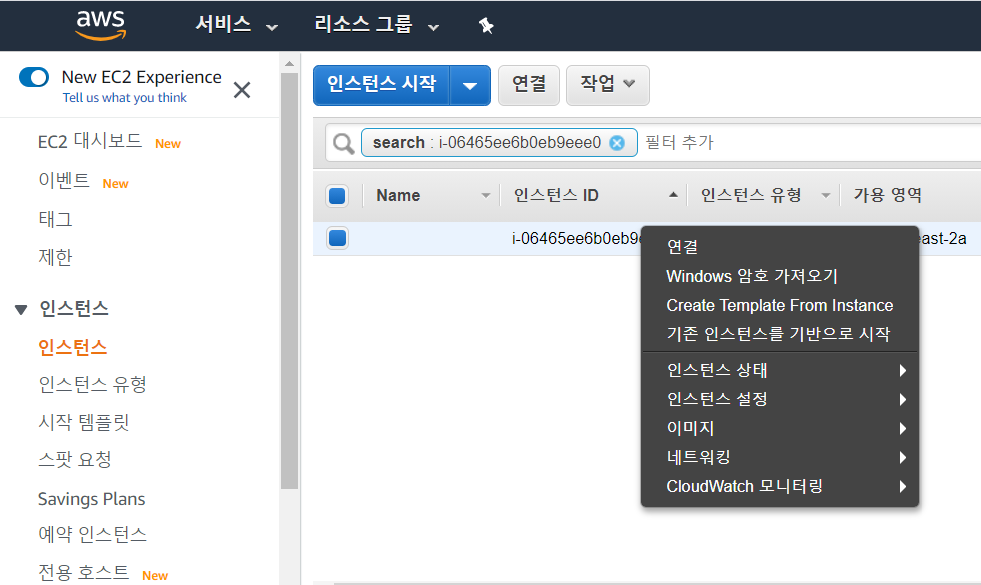 aws 서비스 리소스 그룹
New EC2 Experience
Tell us what you think
EC2 대시보드 New
이벤트 New
태그
제한
인스턴스
인스턴스
인스턴스 유형
시작 템플릿
스팟 요청
Savings Plans
예약 인스턴스
전용 호스트 New
인스턴스 시작 연결 작업
search : i-06465ee6b0eb9eee0 필터 추가
Name 인스턴스 ID 인스턴스 유형 가용 영역
i-06465ee6b0eb9e ast-2a
연결
Windows 암호 가져오기
Create Template From Instance
기존 인스턴스를 기반으로 시작
인스턴스 상태
인스턴스 설정
이미지
네트워킹
CloudWatch 모니터링